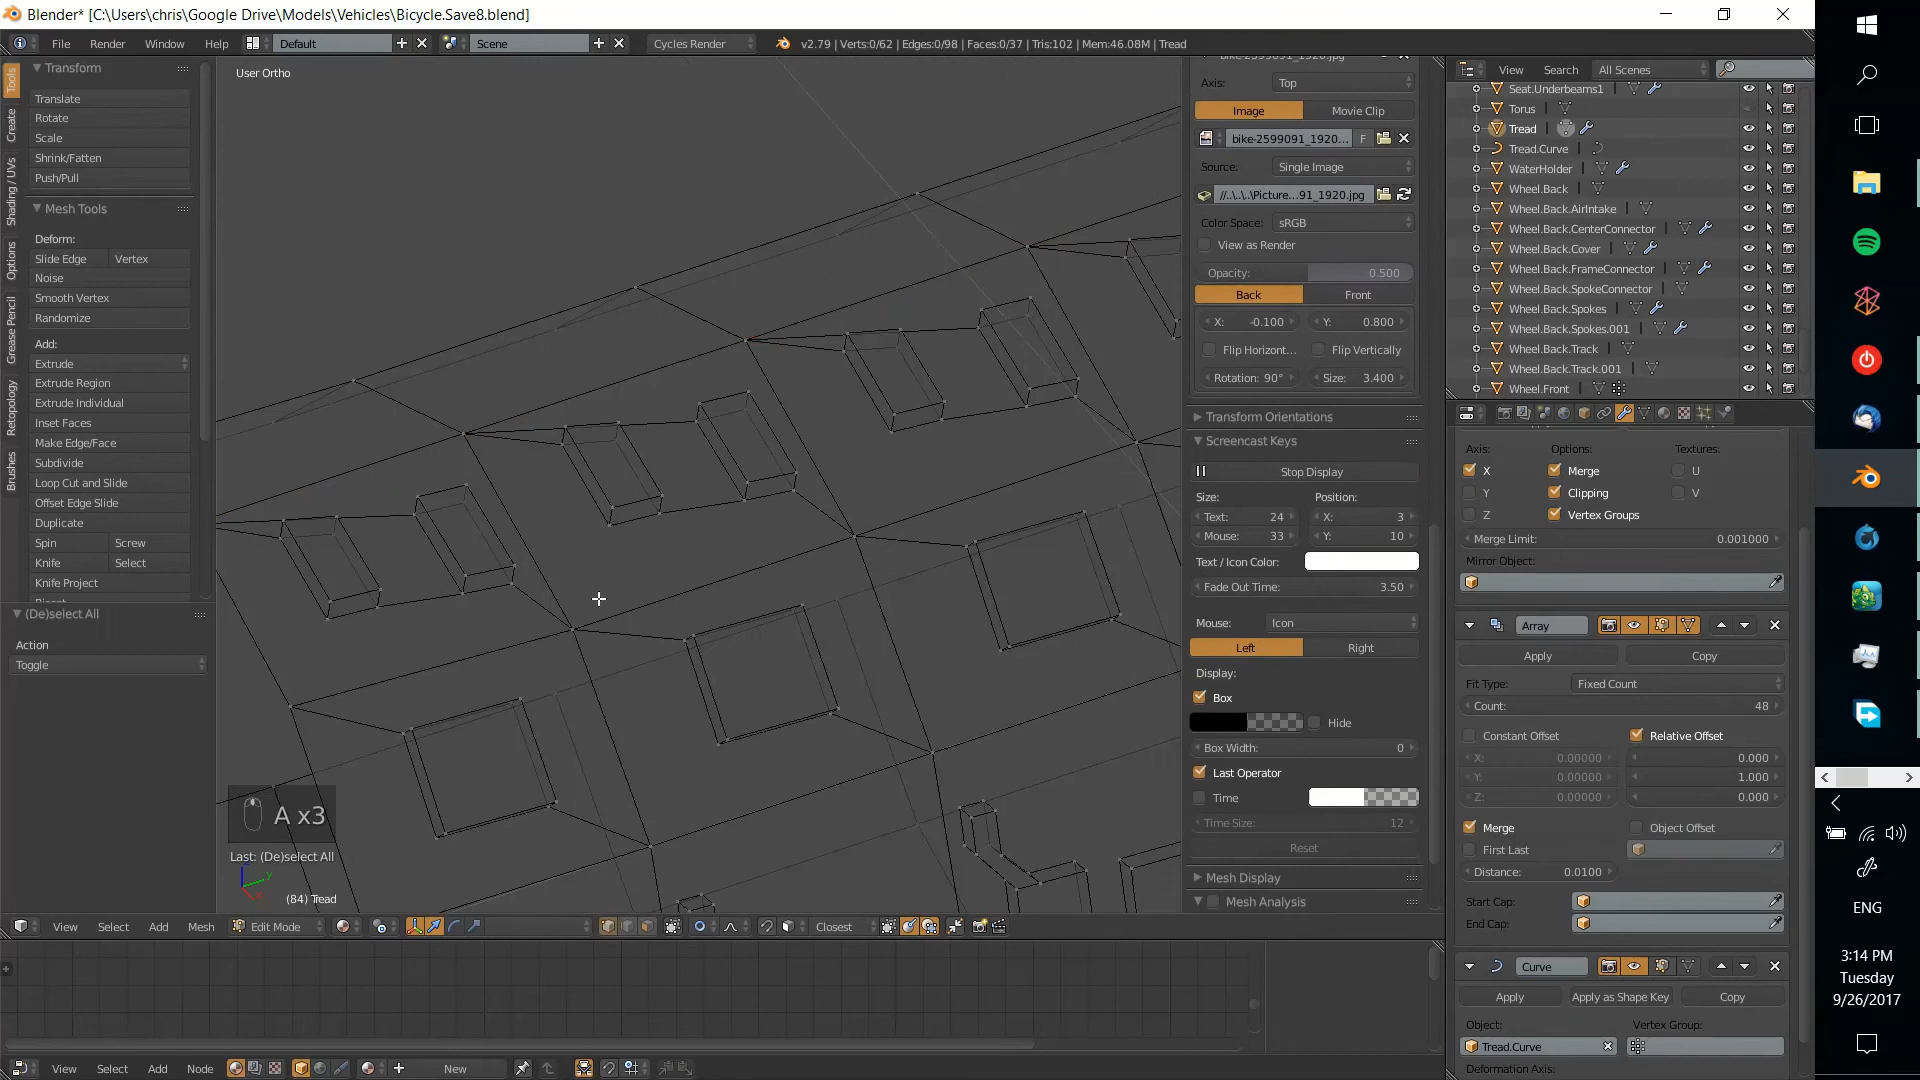 Blender* [C:\Users\chris\Google Drive\Models\Vehicles\Bicycle.Save8.blend]
File Render Window Help Default Scene Cycles Render v2.79 | Verts:0/62 | Edges:0/98 | Faces:0/37 | Tris:102 | Mem:46.08M | Tread
Tools
Create
Shading / UVs
Options
Grease Pencil
Retopology
Brushes
Transform
Translate
Rotate
Scale
Shrink/Fatten
Push/Pull
Mesh Tools
Deform:
Slide Edge Vertex
Noise
Smooth Vertex
Randomize
Add:
Extrude
Extrude Region
Extrude Individual
Inset Faces
Make Edge/Face
Subdivide
Loop Cut and Slide
Offset Edge Slide
Duplicate
Spin Screw
Knife Select
Knife Project
(De)select All
Action
Toggle
User Ortho
A x3
Last: (De)select All
(84) Tread
View Select Add Mesh Edit Mode Closest
View Select Add Node New
Axis: Top
Image Movie Clip
bike-2599091_1920... F
Source: Single Image
//..\..\..\Picture...91_1920.jpg
Color Space: sRGB
View as Render
Opacity: 0.500
Back Front
X: -0.100 Y: 0.800
Flip Horizont... Flip Vertically
Rotation: 90° Size: 3.400
Transform Orientations
Screencast Keys
Stop Display
Size: Position:
Text: 24 X: 3
Mouse: 33 Y: 10
Text / Icon Color:
Fade Out Time: 3.50
Mouse: Icon
Left Right
Display:
Box
Hide
Box Width: 0
Last Operator
Time
Time Size: 12
Reset
Mesh Display
Mesh Analysis
View Search All Scenes
Seat.Underbeams1
Torus
Tread
Tread.Curve
WaterHolder
Wheel.Back
Wheel.Back.AirIntake
Wheel.Back.CenterConnector
Wheel.Back.Cover
Wheel.Back.FrameConnector
Wheel.Back.SpokeConnector
Wheel.Back.Spokes
Wheel.Back.Spokes.001
Wheel.Back.Track
Wheel.Back.Track.001
Wheel.Front
Axis: Options: Textures:
X Merge U
Y Clipping V
Z Vertex Groups
Merge Limit: 0.001000
Mirror Object:
Array
Apply Copy
Fit Type: Fixed Count
Count: 48
Constant Offset Relative Offset
X: 0.00000 0.000
Y: 0.00000 1.000
Z: 0.00000 0.000
Merge Object Offset
First Last
Distance: 0.0100
Start Cap:
End Cap:
Curve
Apply Apply as Shape Key Copy
Object: Vertex Group:
Tread.Curve
Deformation Axis:
ENG
3:14 PM
Tuesday
9/26/2017